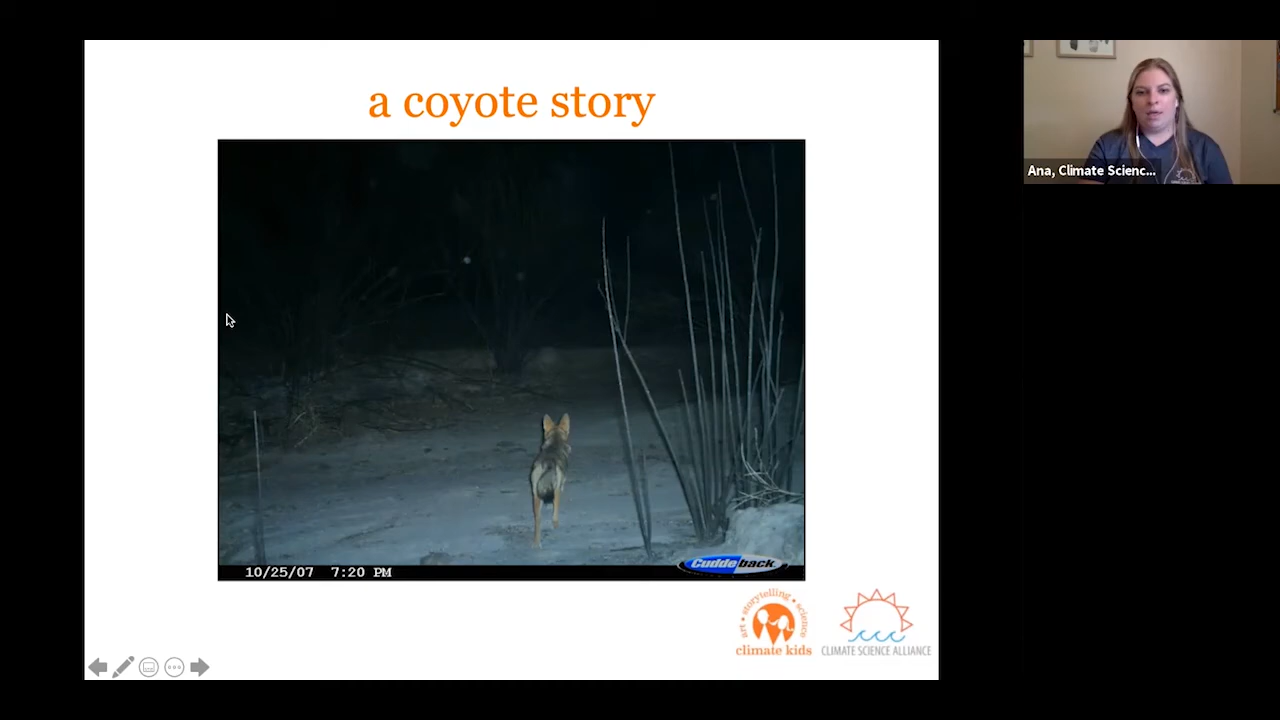 a coyote story
Ana, Climate Scienc...
10/25/07 7:20 PM
Cuddeback
art • storytelling • science
climate kids
CLIMATE SCIENCE ALLIANCE